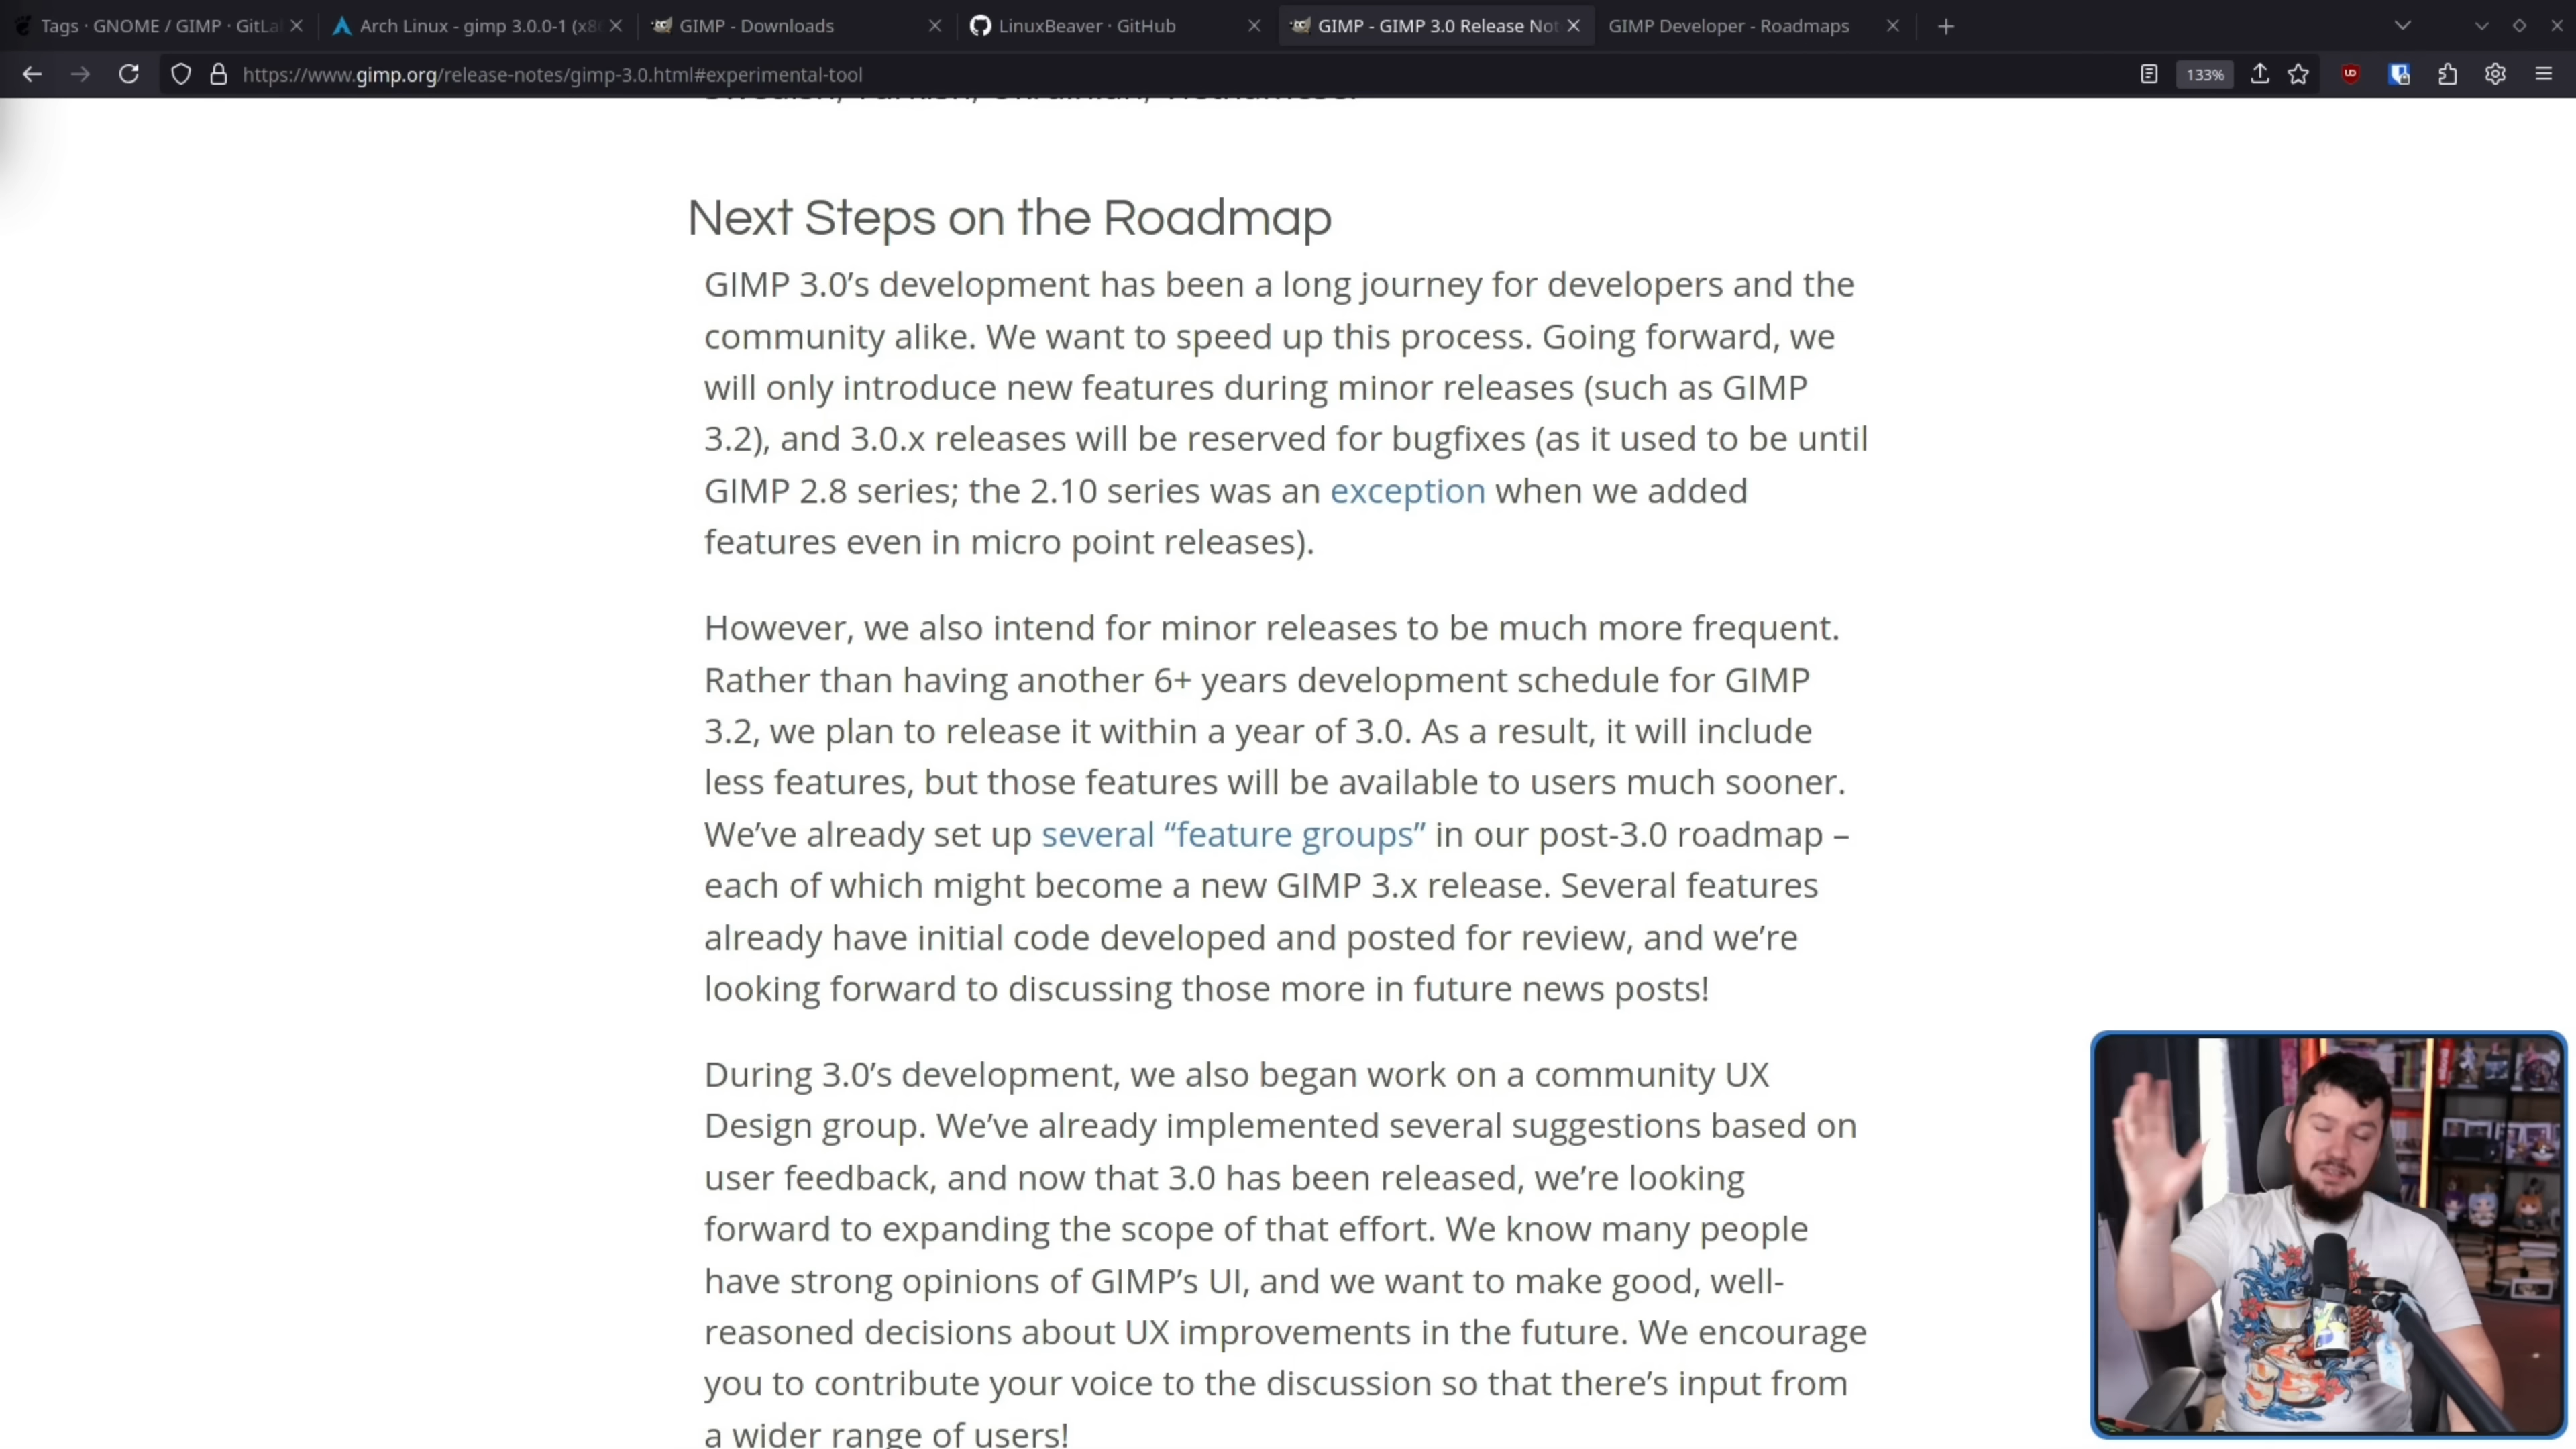 Tags · GNOME / GIMP · GitLa
Arch Linux - gimp 3.0.0-1 (x8
GIMP - Downloads
LinuxBeaver · GitHub
GIMP - GIMP 3.0 Release Not
GIMP Developer - Roadmaps
https://www.gimp.org/release-notes/gimp-3.0.html#experimental-tool
133%
Next Steps on the Roadmap
GIMP 3.0’s development has been a long journey for developers and the
community alike. We want to speed up this process. Going forward, we
will only introduce new features during minor releases (such as GIMP
3.2), and 3.0.x releases will be reserved for bugfixes (as it used to be until
GIMP 2.8 series; the 2.10 series was an exception when we added
features even in micro point releases).
However, we also intend for minor releases to be much more frequent.
Rather than having another 6+ years development schedule for GIMP
3.2, we plan to release it within a year of 3.0. As a result, it will include
less features, but those features will be available to users much sooner.
We’ve already set up several “feature groups” in our post-3.0 roadmap –
each of which might become a new GIMP 3.x release. Several features
already have initial code developed and posted for review, and we’re
looking forward to discussing those more in future news posts!
During 3.0’s development, we also began work on a community UX
Design group. We’ve already implemented several suggestions based on
user feedback, and now that 3.0 has been released, we’re looking
forward to expanding the scope of that effort. We know many people
have strong opinions of GIMP’s UI, and we want to make good, well-
reasoned decisions about UX improvements in the future. We encourage
you to contribute your voice to the discussion so that there’s input from
a wider range of users!